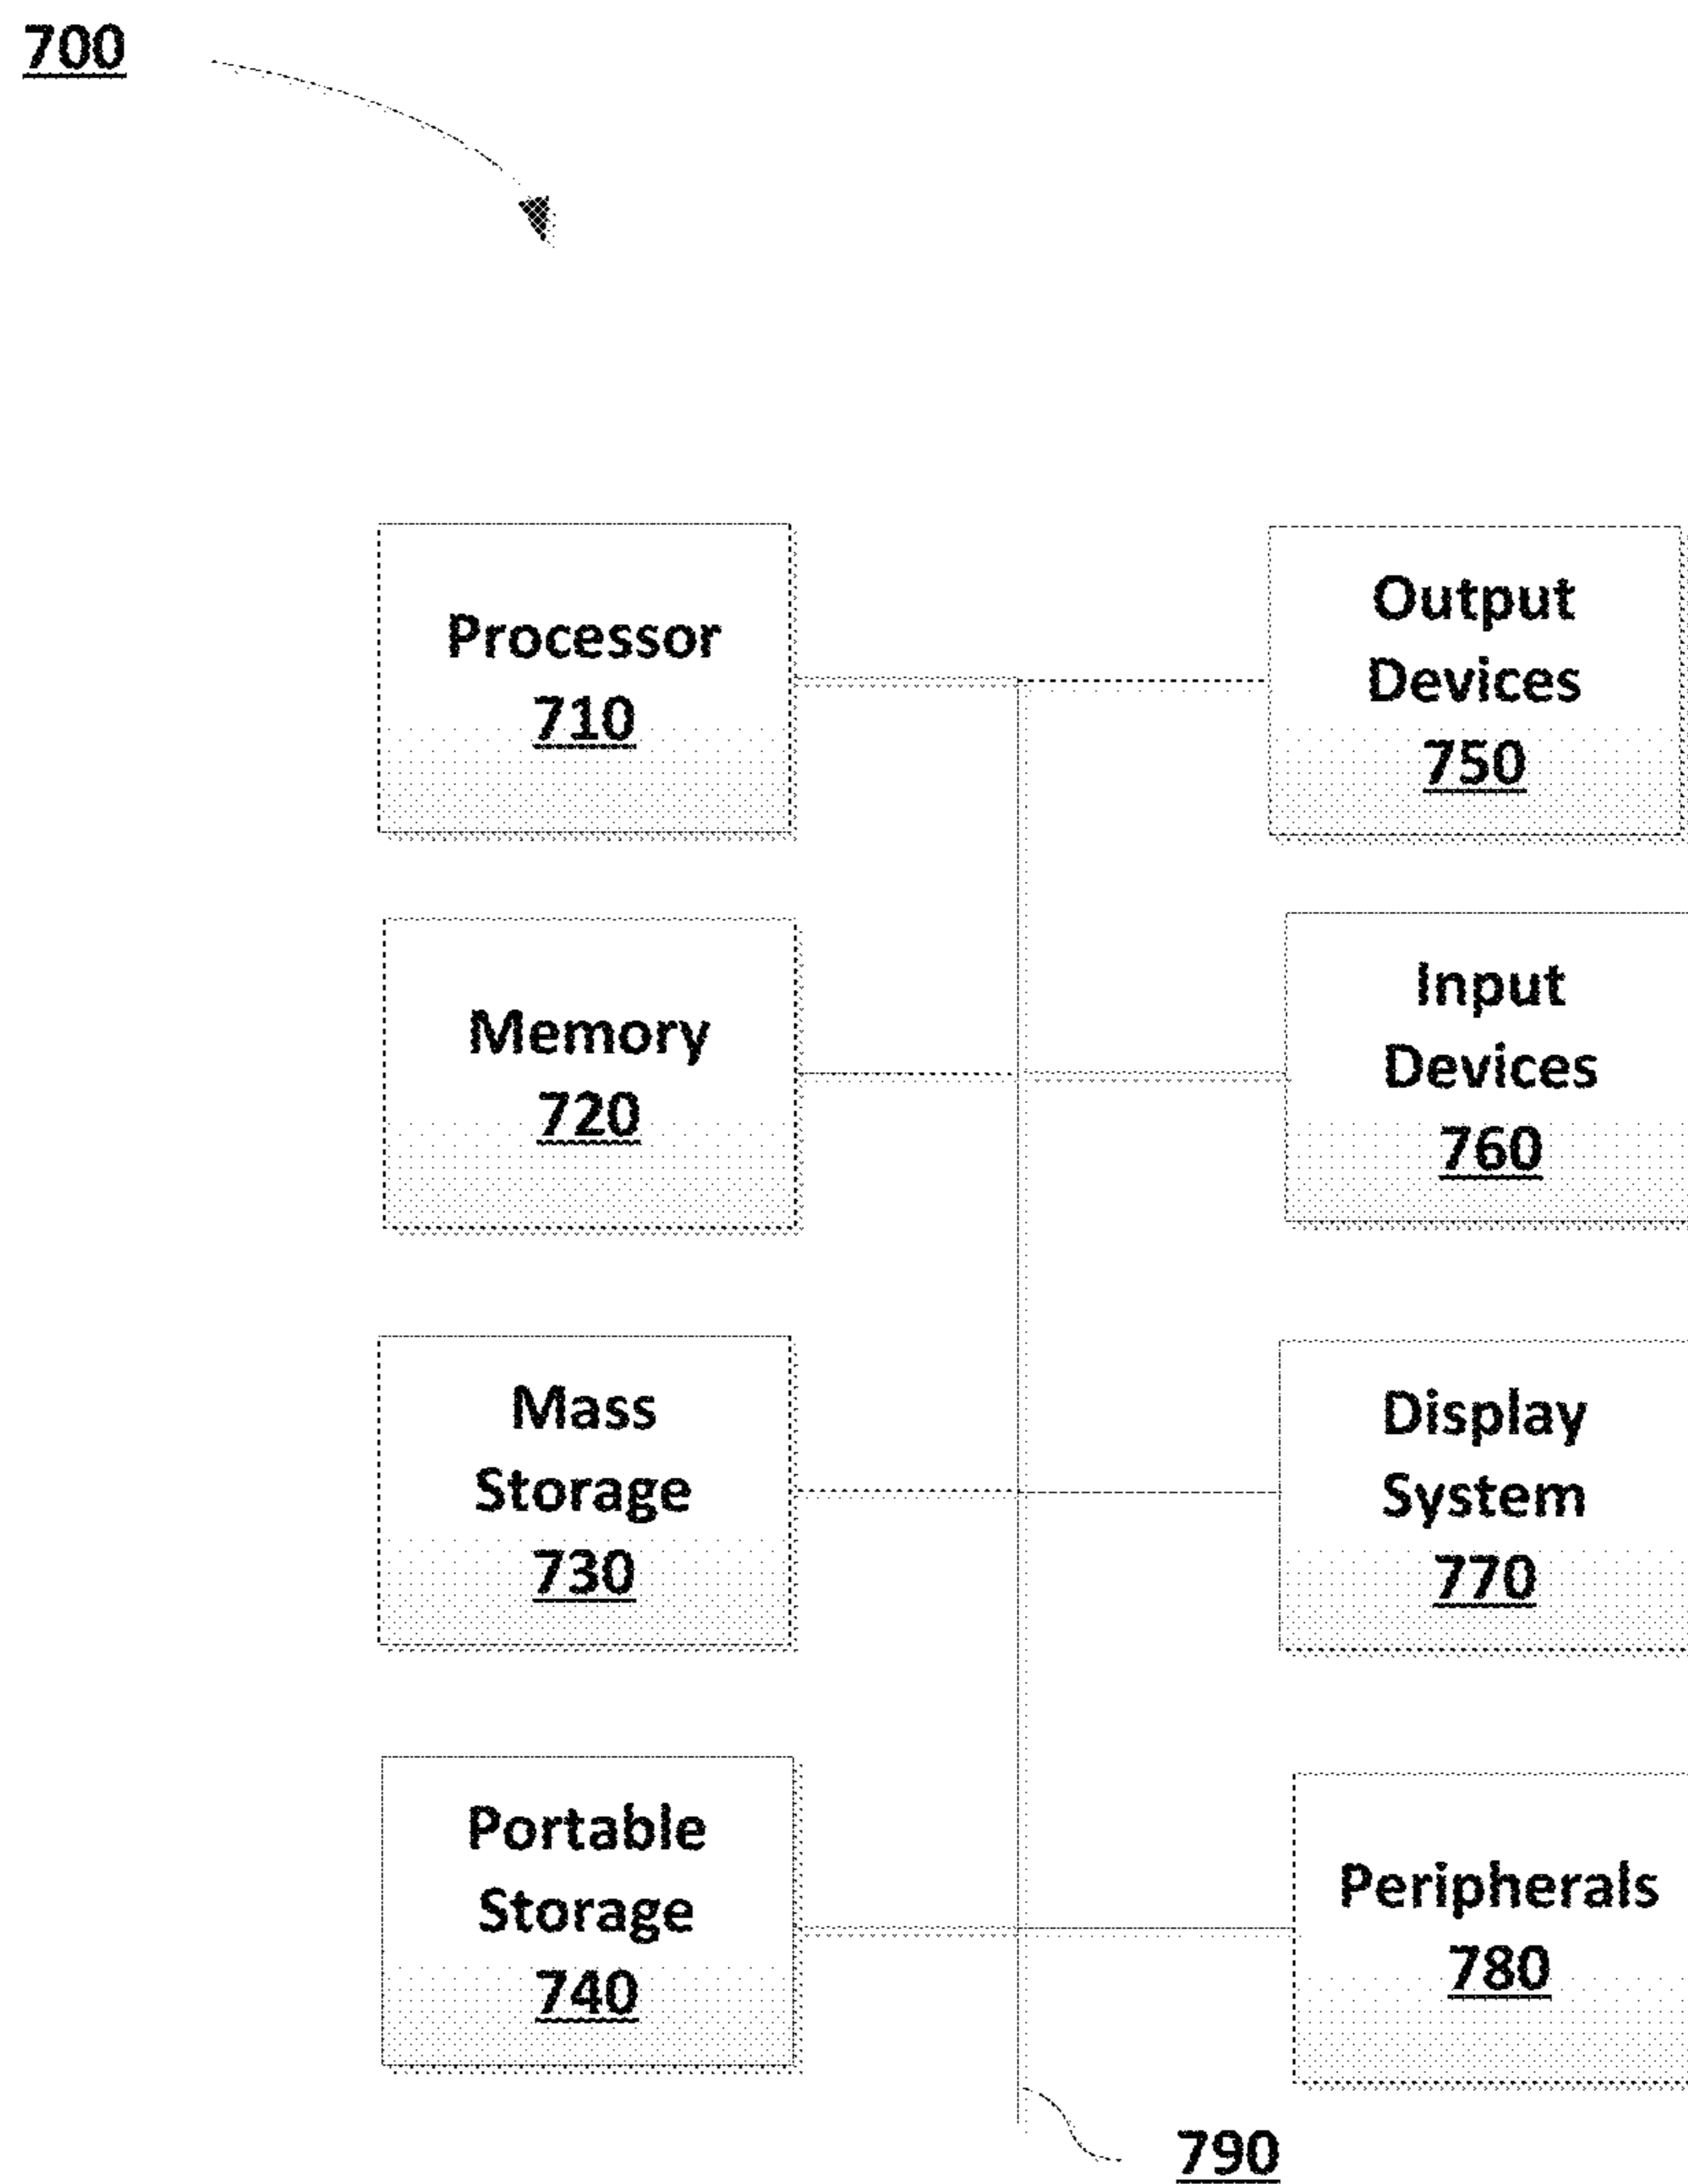 700
Processor
710
Output
Devices
750
Memory
720
Input
Devices
760
Mass
Storage
730
Display
System
770
Portable
Storage
740
Peripherals
780
790